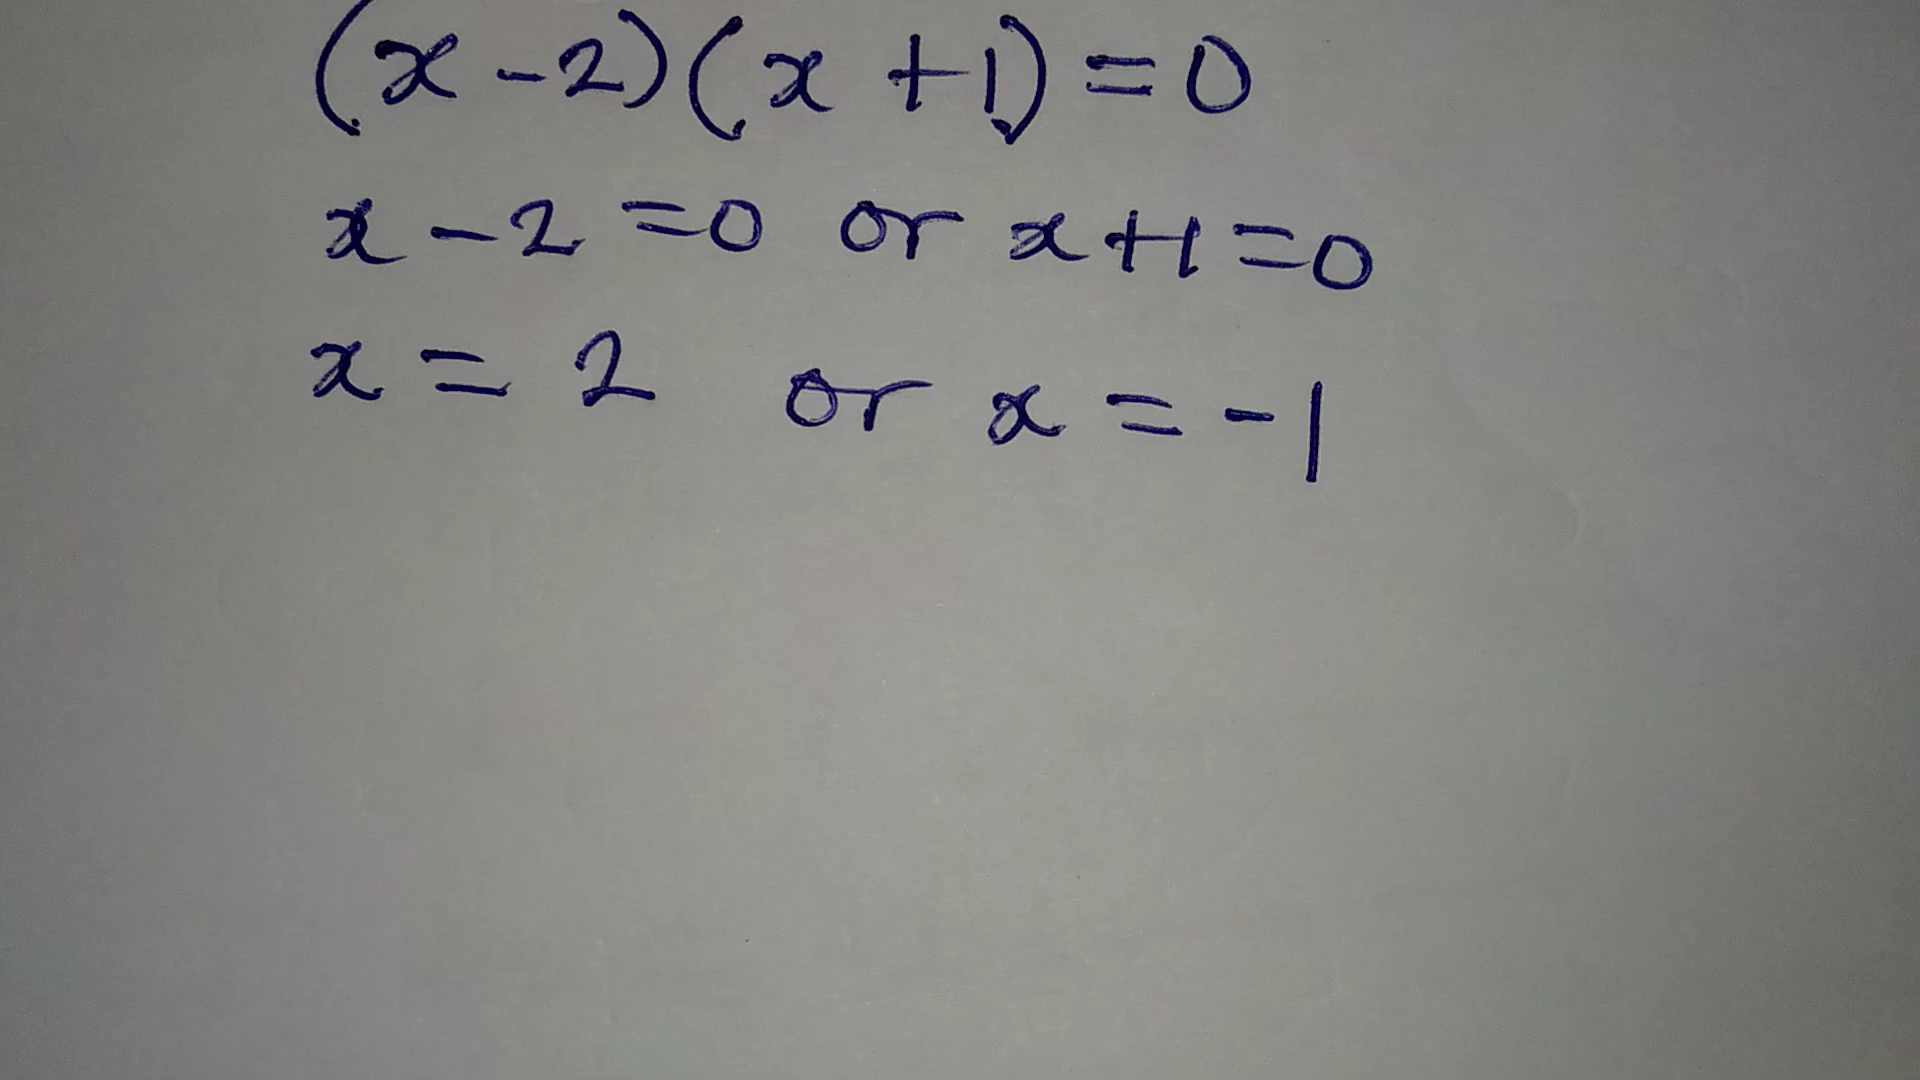 (x - 2)(x + 1) = 0
x - 2 = 0 or x + 1 = 0
x = 2 or x = - 1